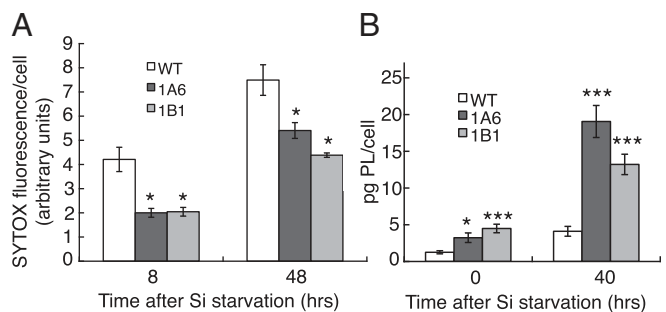 A
SYTOX fluorescence/cell
(arbitrary units)
9
8
7
6
5
4
3
2
1
0
WT
1A6
1B1
*
*
*
*
8
48
Time after Si starvation (hrs)
B
pg PL/cell
25
20
15
10
5
0
WT
1A6
1B1
*
***
***
***
0
40
Time after Si starvation (hrs)